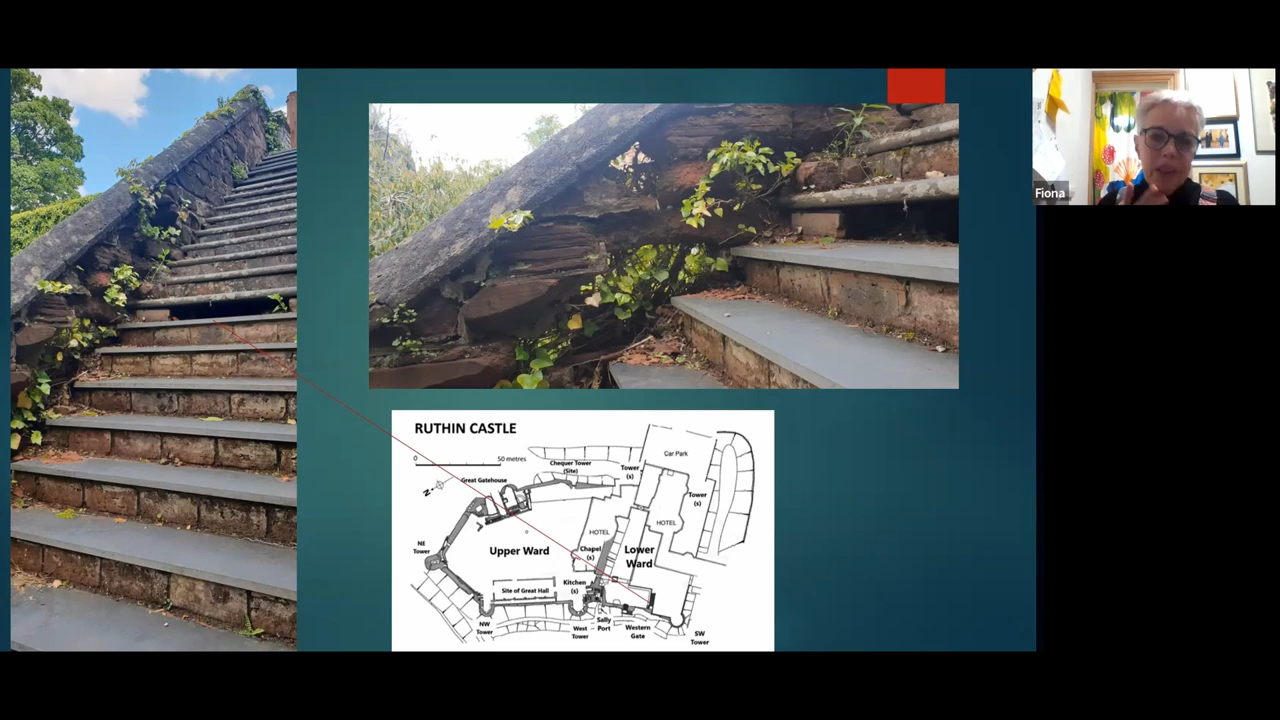 Fiona
RUTHIN CASTLE
0
50 metres
N
Chequer Tower
(Site)
Tower
(s)
Car Park
Great Gatehouse
Tower
(s)
HOTEL
HOTEL
NE
Tower
Upper Ward
Chapel
(s)
Lower
Ward
Kitchen
(s)
Site of Great Hall
NW
Tower
West
Tower
Sally
Port
Western
Gate
SW
Tower